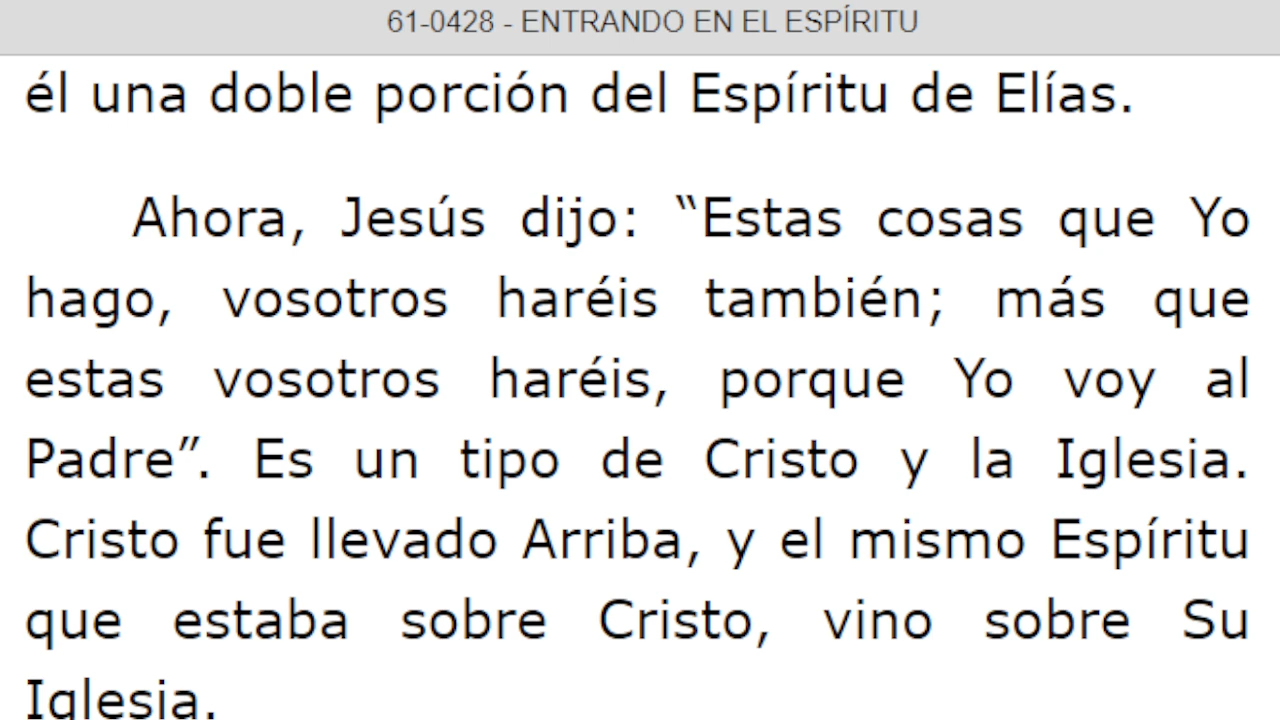 61-0428 - ENTRANDO EN EL ESPÍRITU
él una doble porción del Espíritu de Elías.
Ahora, Jesús dijo: “Estas cosas que Yo
hago, vosotros haréis también; más que
estas vosotros haréis, porque Yo voy al
Padre”. Es un tipo de Cristo y la Iglesia.
Cristo fue llevado Arriba, y el mismo Espíritu
que estaba sobre Cristo, vino sobre Su
Iglesia.